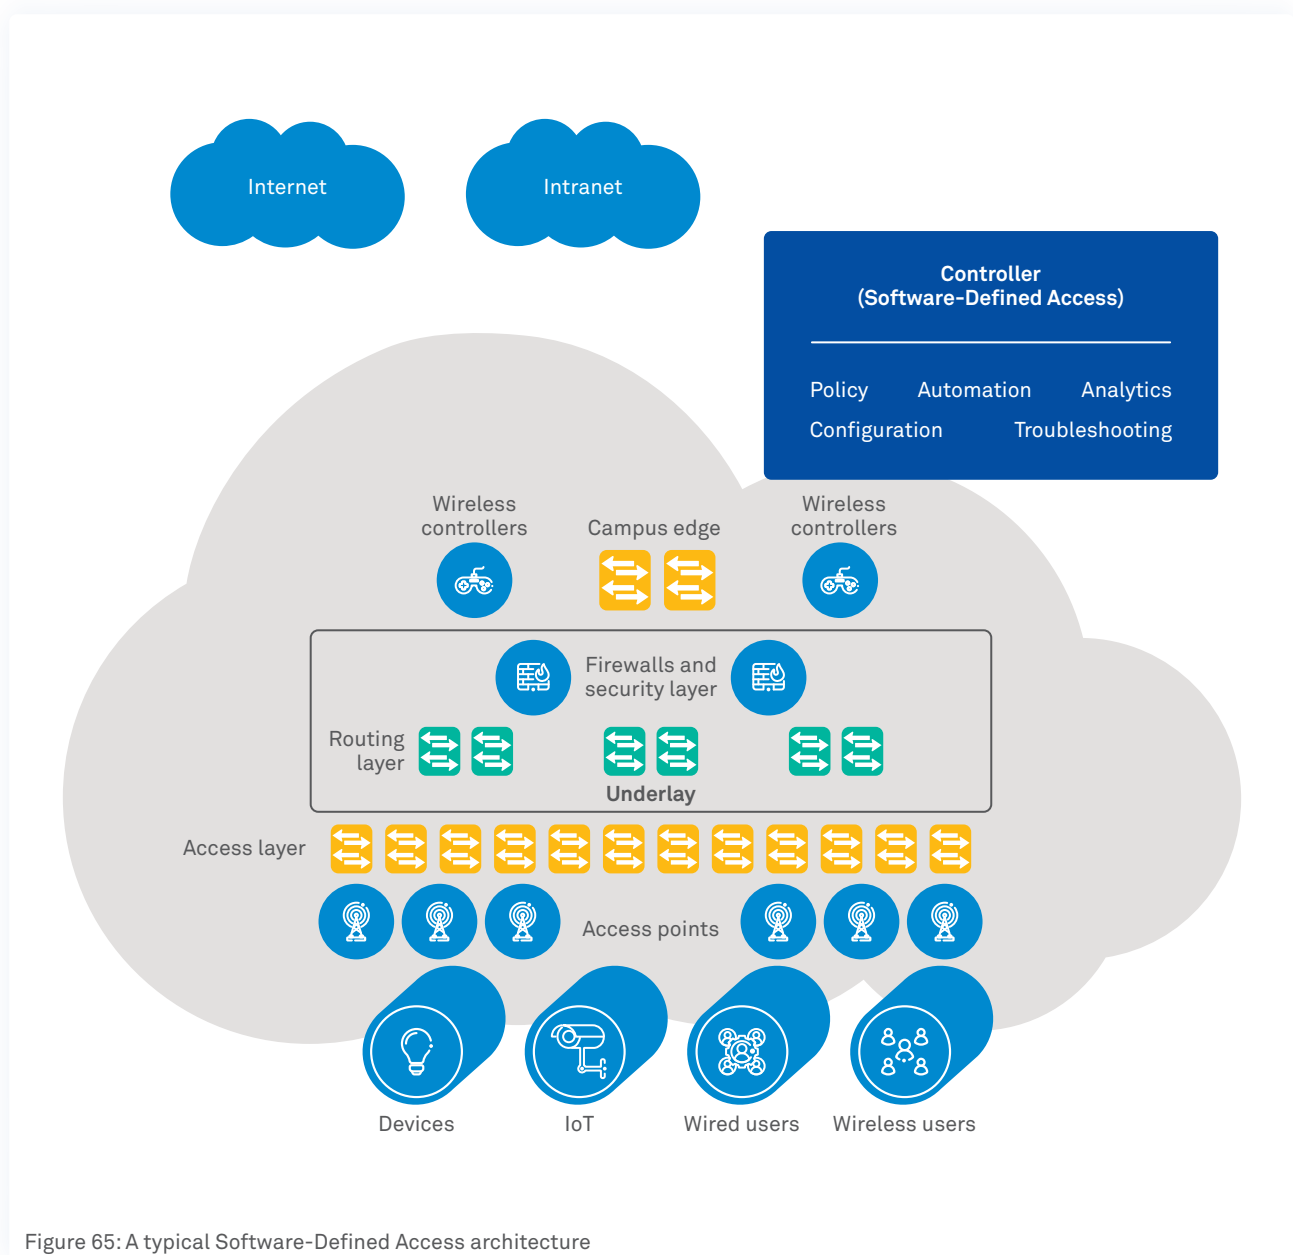 Internet
Intranet
Controller
(Software-Defined Access)
Policy Automation Analytics
Configuration Troubleshooting
Wireless
controllers
Campus edge
Wireless
controllers
Firewalls and
security layer
Routing
layer
Underlay
Access layer
Access points
Devices
IoT
Wired users
Wireless users
Figure 65: A typical Software-Defined Access architecture